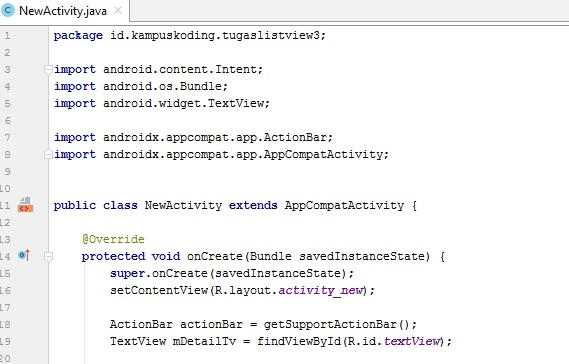 NewActivity.java
1 package id.kampuskoding.tugaslistview3;
2
3 import android.content.Intent;
4 import android.os.Bundle;
5 import android.widget.TextView;
6
7 import androidx.appcompat.app.ActionBar;
8 import androidx.appcompat.app.AppCompatActivity;
9
10
11 public class NewActivity extends AppCompatActivity {
12
13 @Override
14 protected void onCreate(Bundle savedInstanceState) {
15 super.onCreate(savedInstanceState);
16 setContentView(R.layout.activity_new);
17
18 ActionBar actionBar = getSupportActionBar();
19 TextView mDetailTv = findViewById(R.id.textView);
20